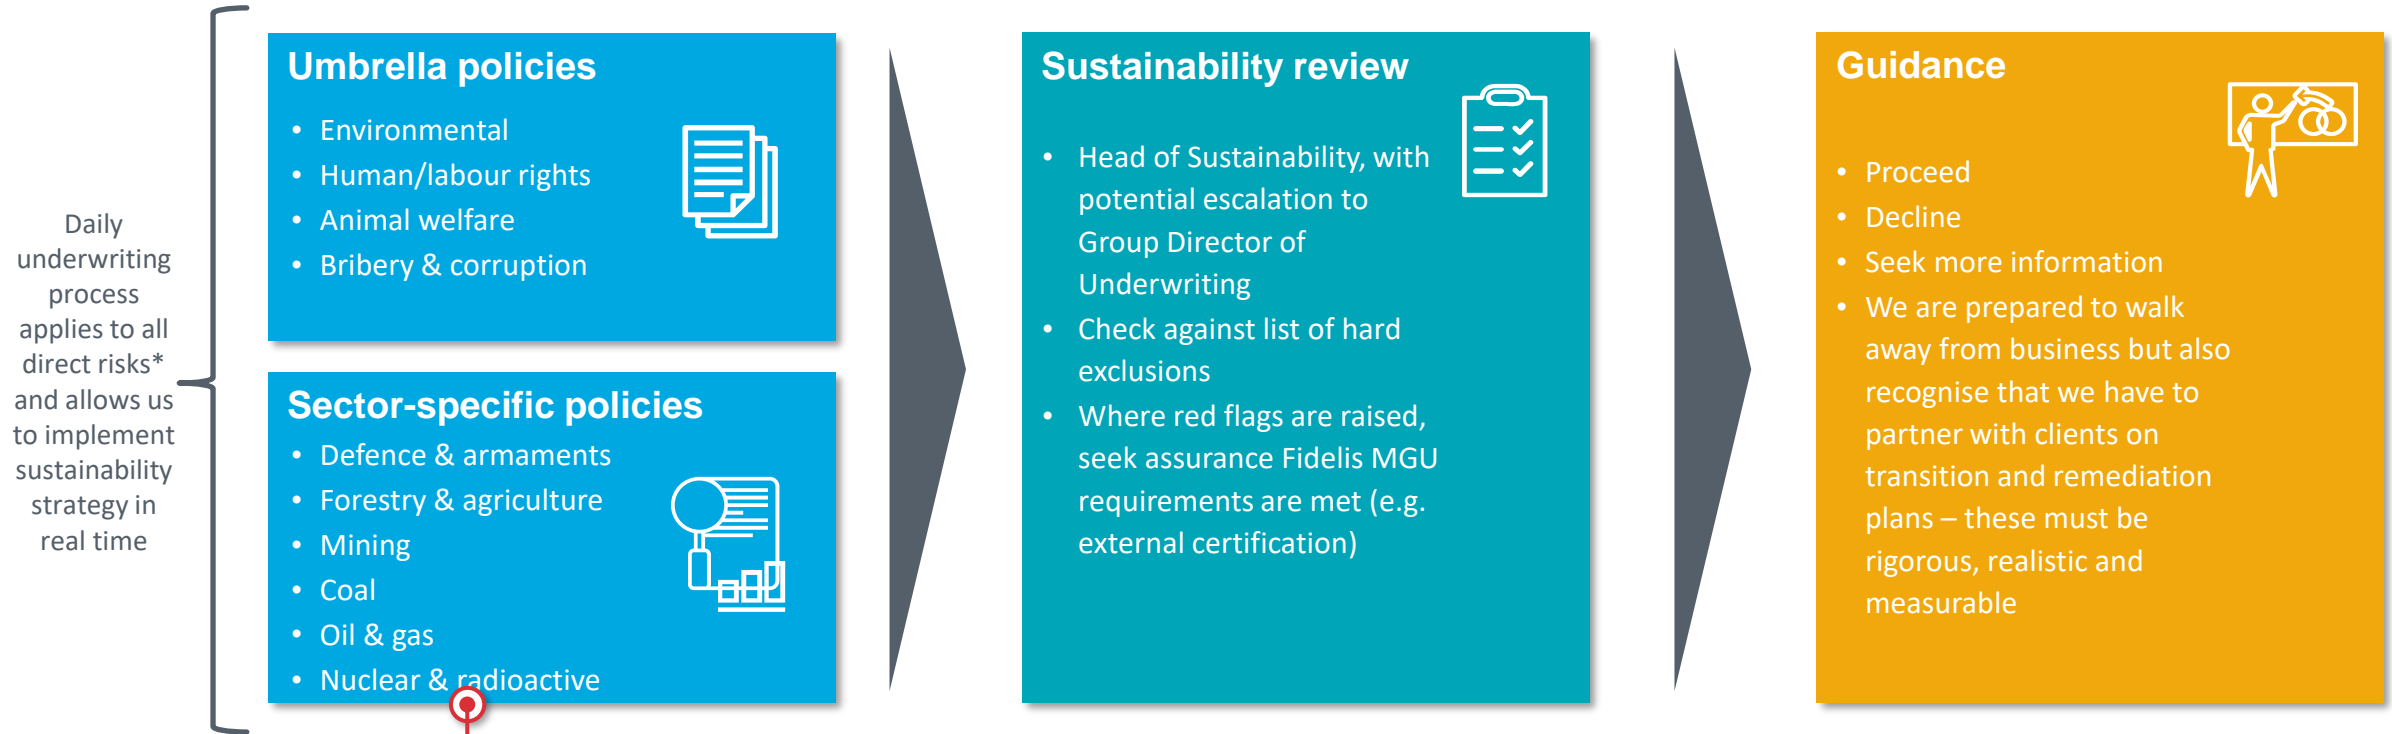 Daily
underwriting
process
applies to all
direct risks*
and allows us
to implement
sustainability
strategy in
real time
Umbrella policies
• Environmental
• Human/labour rights
• Animal welfare
• Bribery & corruption
Sector-specific policies
• Defence & armaments
• Forestry & agriculture
• Mining
• Coal
• Oil & gas
• Nuclear & radioactive
Sustainability review
• Head of Sustainability, with
potential escalation to
Group Director of
Underwriting
• Check against list of hard
exclusions
• Where red flags are raised,
seek assurance Fidelis MGU
requirements are met (e.g.
external certification)
Guidance
• Proceed
• Decline
• Seek more information
• We are prepared to walk
away from business but also
recognise that we have to
partner with clients on
transition and remediation
plans – these must be
rigorous, realistic and
measurable